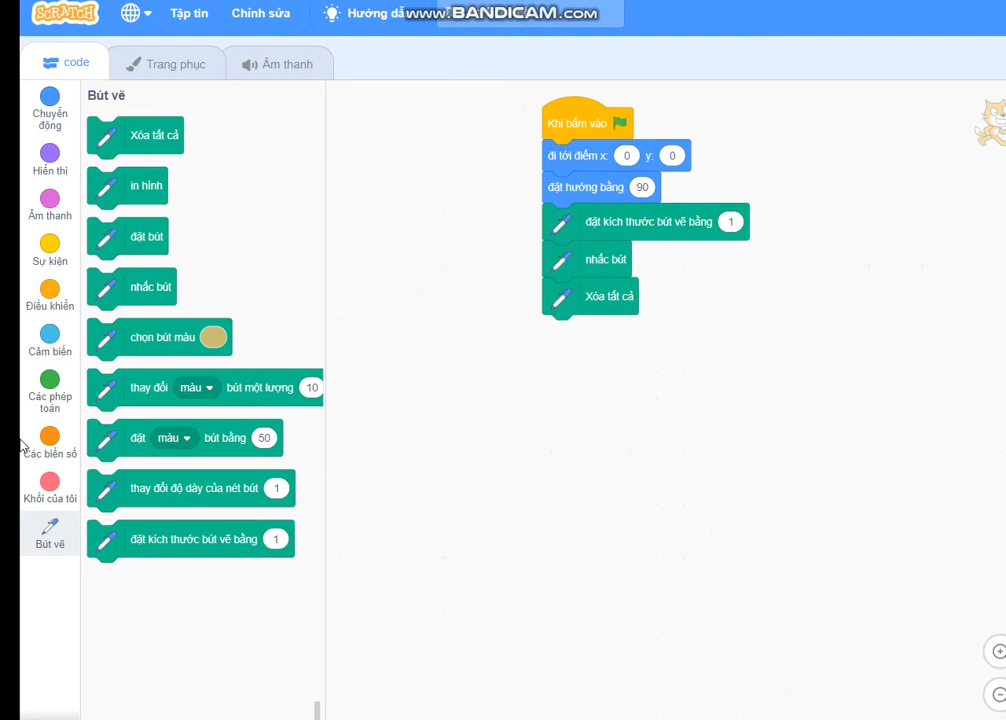 SCRATCH
Tập tin
Chỉnh sửa
Hướng dẫ
www.BANDICAM.com
code
Trang phục
Âm thanh
Chuyển động
Hiển thị
Âm thanh
Sự kiện
Điều khiển
Cảm biến
Các phép toán
Các biến số
Khối của tôi
Bút vẽ
Bút vẽ
Xóa tất cả
in hình
đặt bút
nhấc bút
chọn bút màu
thay đổi màu bút một lượng 10
đặt màu bút bằng 50
thay đổi độ dày của nét bút 1
đặt kích thước bút vẽ bằng 1
Khi bấm vào
đi tới điểm x: 0 y: 0
đặt hướng bằng 90
đặt kích thước bút vẽ bằng 1
nhấc bút
Xóa tất cả